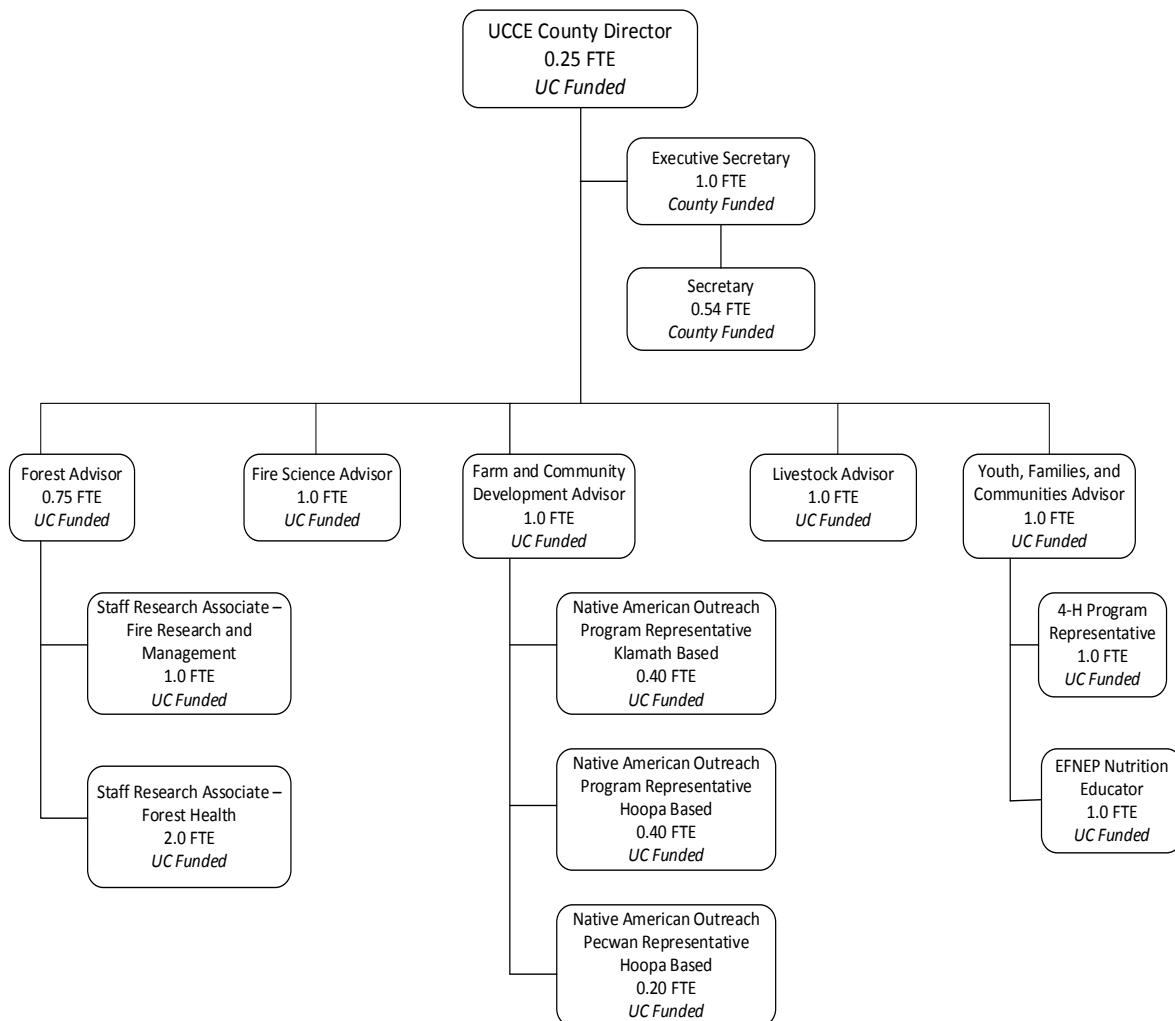 UCCE County Director
0.25 FTE
UC Funded
Executive Secretary
1.0 FTE
County Funded
Secretary
0.54 FTE
County Funded
Forest Advisor
0.75 FTE
UC Funded
Fire Science Advisor
1.0 FTE
UC Funded
Farm and Community
Development Advisor
1.0 FTE
UC Funded
Livestock Advisor
1.0 FTE
UC Funded
Youth, Families, and
Communities Advisor
1.0 FTE
UC Funded
Staff Research Associate –
Fire Research and
Management
1.0 FTE
UC Funded
Staff Research Associate –
Forest Health
2.0 FTE
UC Funded
Native American Outreach
Program Representative
Klamath Based
0.40 FTE
UC Funded
Native American Outreach
Program Representative
Hoopa Based
0.40 FTE
UC Funded
Native American Outreach
Pecwan Representative
Hoopa Based
0.20 FTE
UC Funded
4-H Program
Representative
1.0 FTE
UC Funded
EFNEP Nutrition
Educator
1.0 FTE
UC Funded